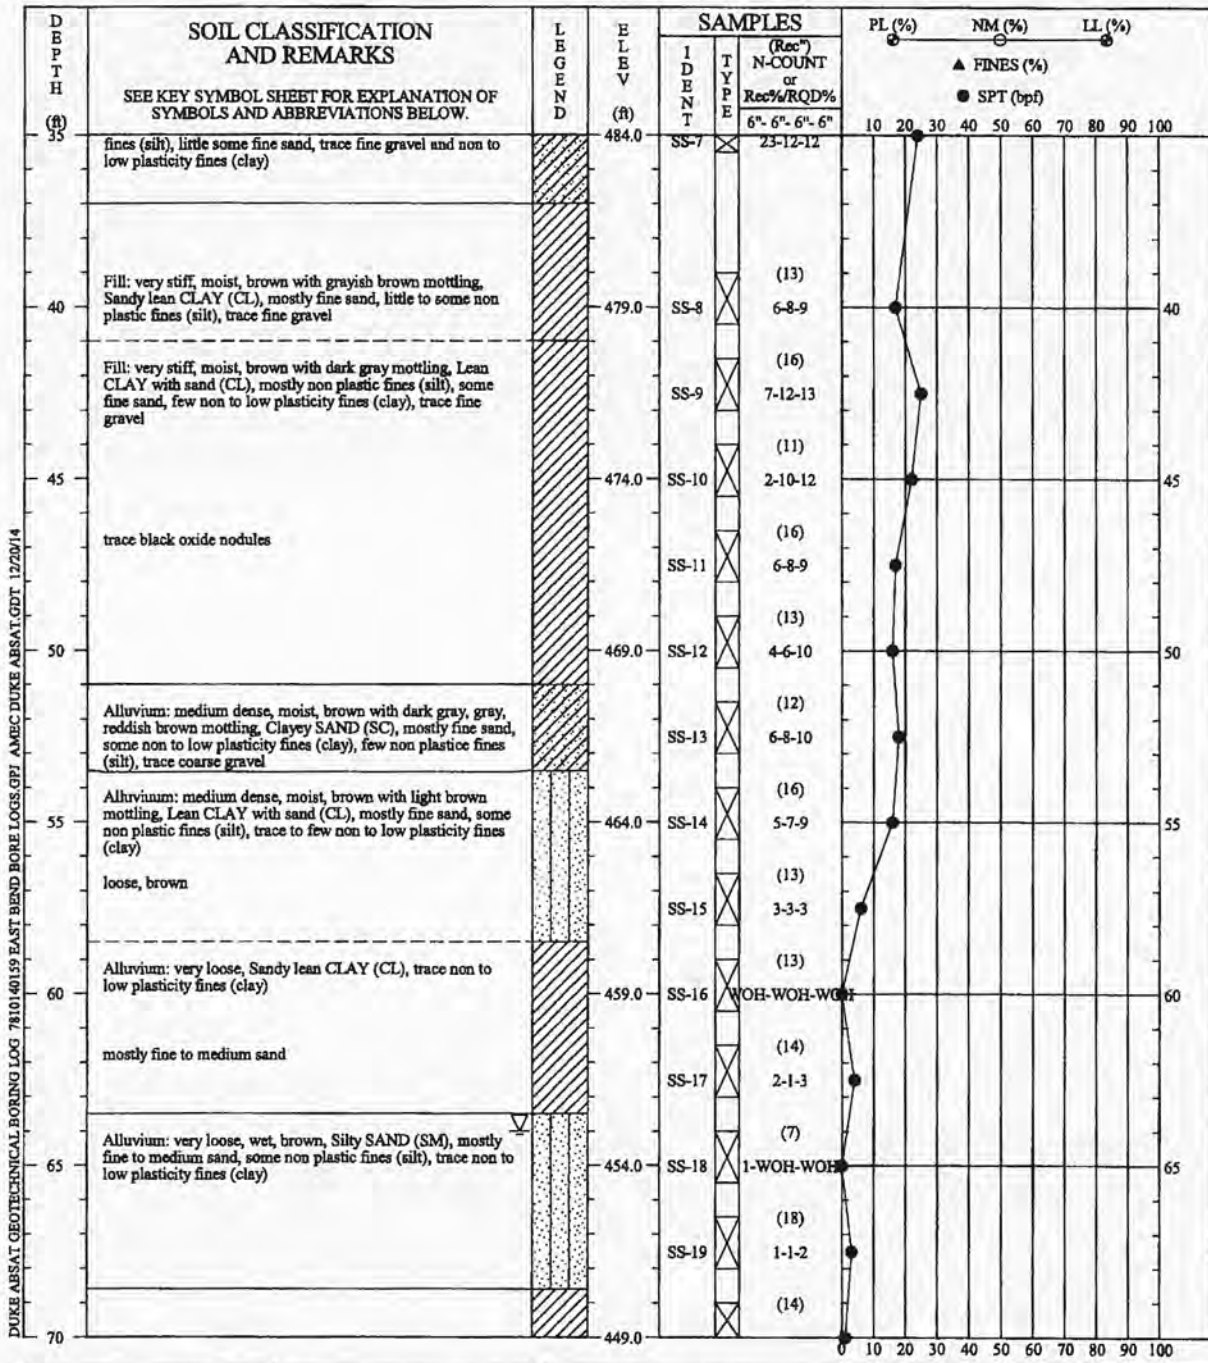 DEPTH (ft)
SOIL CLASSIFICATION
AND REMARKS
SEE KEY SYMBOL SHEET FOR EXPLANATION OF
SYMBOLS AND ABBREVIATIONS BELOW.
LEGEND
ELEV (ft)
SAMPLES
IDENT
TYPE
(Rec")
N-COUNT
or
Rec%/RQD%
6"- 6"- 6"- 6"
PL (%) NM (%) LL (%)
▲ FINES (%)
● SPT (bpf)
10 20 30 40 50 60 70 80 90 100
35
fines (silt), little some fine sand, trace fine gravel and non to
low plasticity fines (clay)
484.0
SS-7
23-12-12
Fill: very stiff, moist, brown with grayish brown mottling,
Sandy lean CLAY (CL), mostly fine sand, little to some non
plastic fines (silt), trace fine gravel
(13)
40 479.0 SS-8 6-8-9 40
Fill: very stiff, moist, brown with dark gray mottling, Lean
CLAY with sand (CL), mostly non plastic fines (silt), some
fine sand, few non to low plasticity fines (clay), trace fine
gravel
(16)
SS-9 7-12-13
(11)
45 474.0 SS-10 2-10-12 45
trace black oxide nodules
(16)
SS-11 6-8-9
(13)
50 469.0 SS-12 4-6-10 50
Alluvium: medium dense, moist, brown with dark gray, gray,
reddish brown mottling, Clayey SAND (SC), mostly fine sand,
some non to low plasticity fines (clay), few non plastice fines
(silt), trace coarse gravel
(12)
SS-13 6-8-10
Alluviuum: medium dense, moist, brown with light brown
mottling, Lean CLAY with sand (CL), mostly fine sand, some
non plastic fines (silt), trace to few non to low plasticity fines
(clay)
(16)
55 464.0 SS-14 5-7-9 55
loose, brown
(13)
SS-15 3-3-3
Alluvium: very loose, Sandy lean CLAY (CL), trace non to
low plasticity fines (clay)
(13)
60 459.0 SS-16 WOH-WOH-WOH 60
mostly fine to medium sand
(14)
SS-17 2-1-3
Alluvium: very loose, wet, brown, Silty SAND (SM), mostly
fine to medium sand, some non plastic fines (silt), trace non to
low plasticity fines (clay)
(7)
65 454.0 SS-18 1-WOH-WOH 65
(18)
SS-19 1-1-2
(14)
70 449.0
0 10 20 30 40 50 60 70 80 90 100
DUKE ABSAT GEOTECHNICAL BORING LOG 7810140159 EAST BEND BORE LOGS.GPJ AMEC DUKE ABSAT.GDT 12/20/14